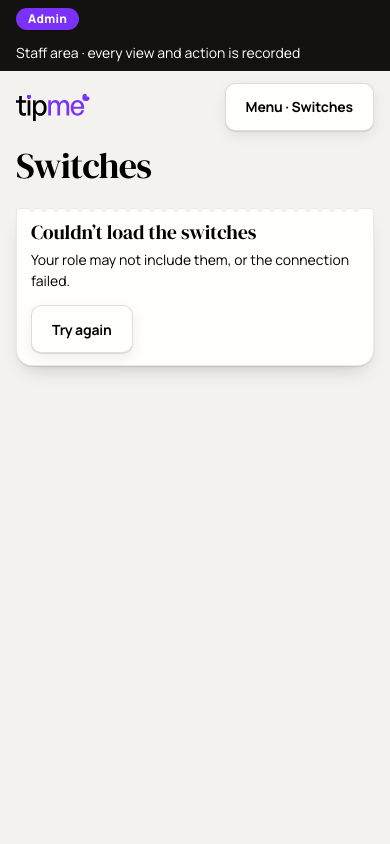 Admin
Staff area · every view and action is recorded
tipme
Menu · Switches
Switches
Couldn’t load the switches
Your role may not include them, or the connection
failed.
Try again